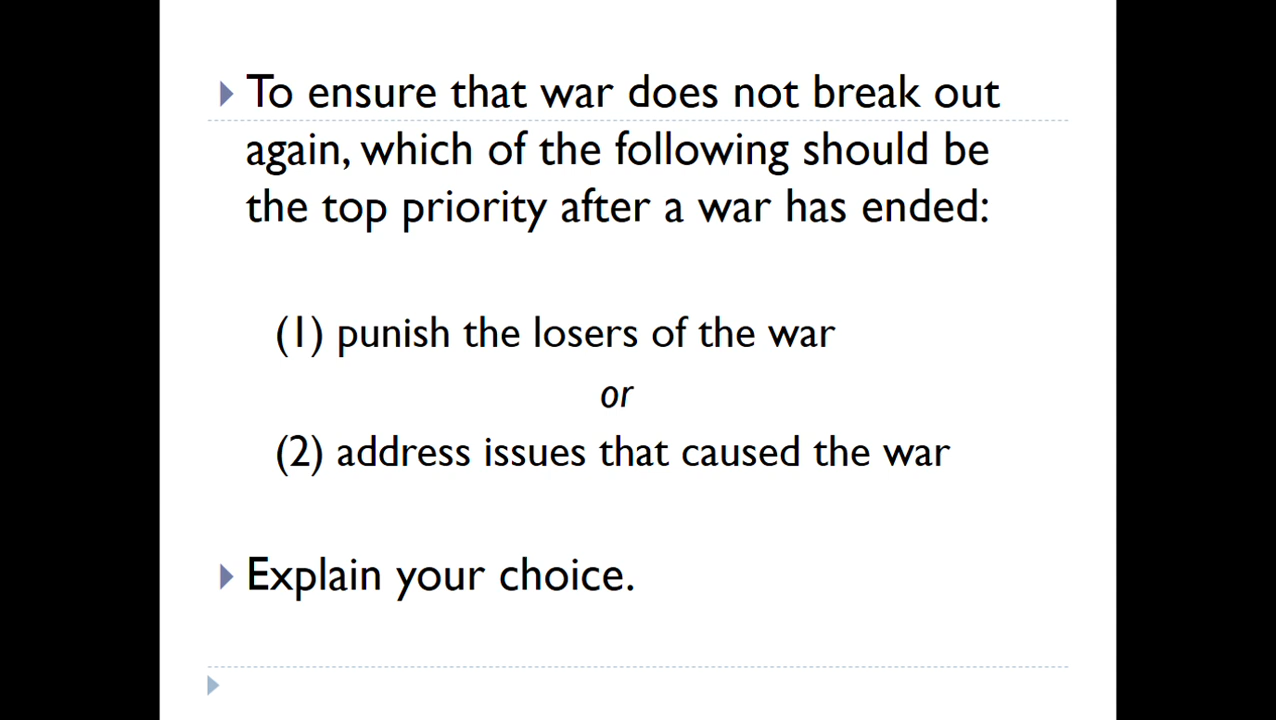 To ensure that war does not break out
again, which of the following should be
the top priority after a war has ended:
(1) punish the losers of the war
or
(2) address issues that caused the war
Explain your choice.